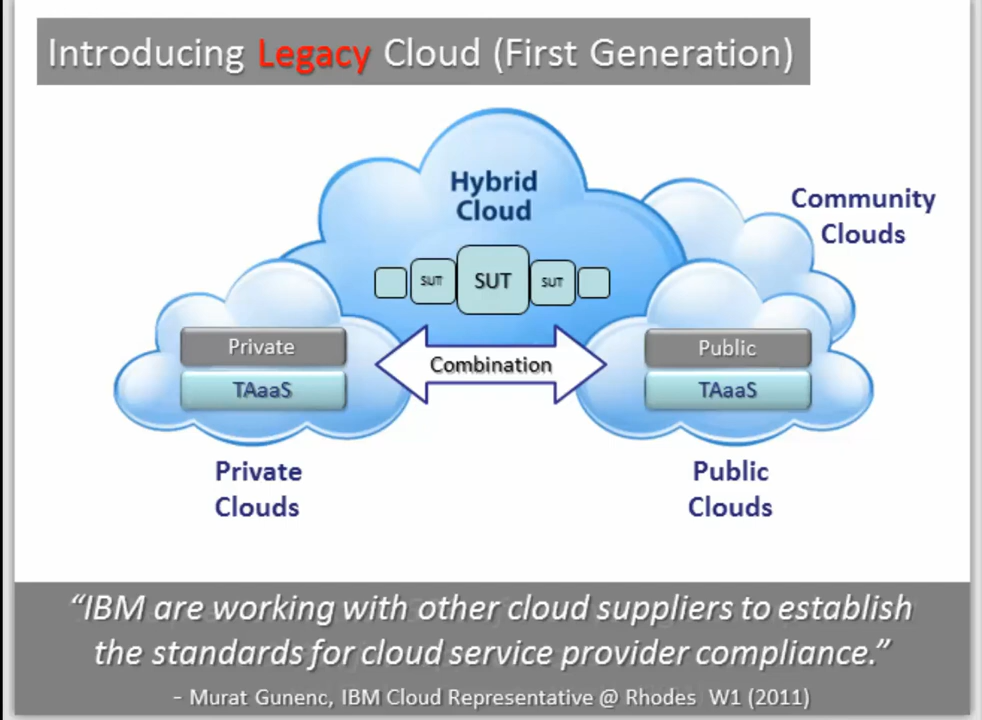 Introducing Legacy Cloud (First Generation)
Hybrid
Cloud
Community
Clouds
SUT
SUT
SUT
Private
TAaaS
Combination
Public
TAaaS
Private
Clouds
Public
Clouds
“IBM are working with other cloud suppliers to establish
the standards for cloud service provider compliance.”
- Murat Gunenc, IBM Cloud Representative @ Rhodes W1 (2011)